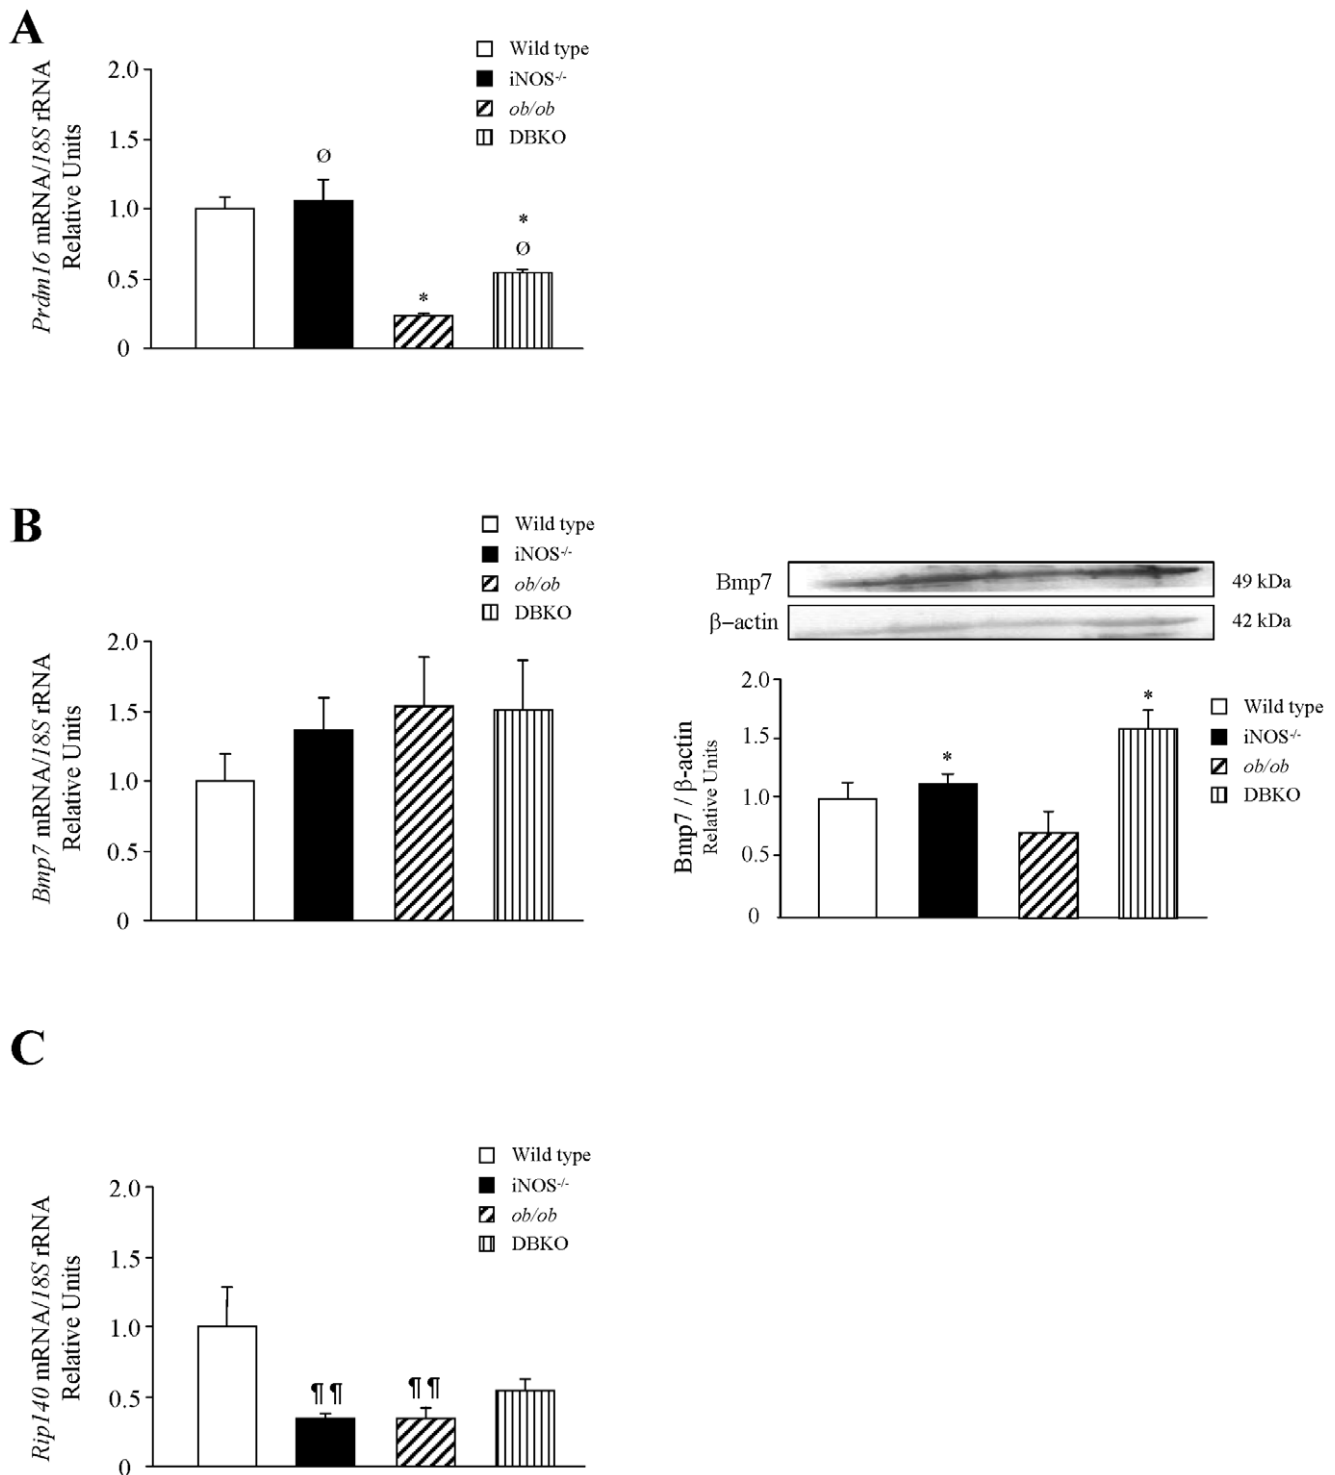 A
Wild type
iNOS-/-
ob/ob
DBKO
Prdm16 mRNA/18S rRNA
Relative Units
2.0
1.5
1.0
0.5
0
Ø
*
*
Ø
B
Wild type
iNOS-/-
ob/ob
DBKO
Bmp7 mRNA/18S rRNA
Relative Units
2.0
1.5
1.0
0.5
0
Bmp7
49 kDa
β–actin
42 kDa
Bmp7 / β-actin
Relative Units
2.0
1.5
1.0
0.5
0
*
*
Wild type
iNOS-/-
ob/ob
DBKO
C
Wild type
iNOS-/-
ob/ob
DBKO
Rip140 mRNA/18S rRNA
Relative Units
2.0
1.5
1.0
0.5
0
¶¶
¶¶